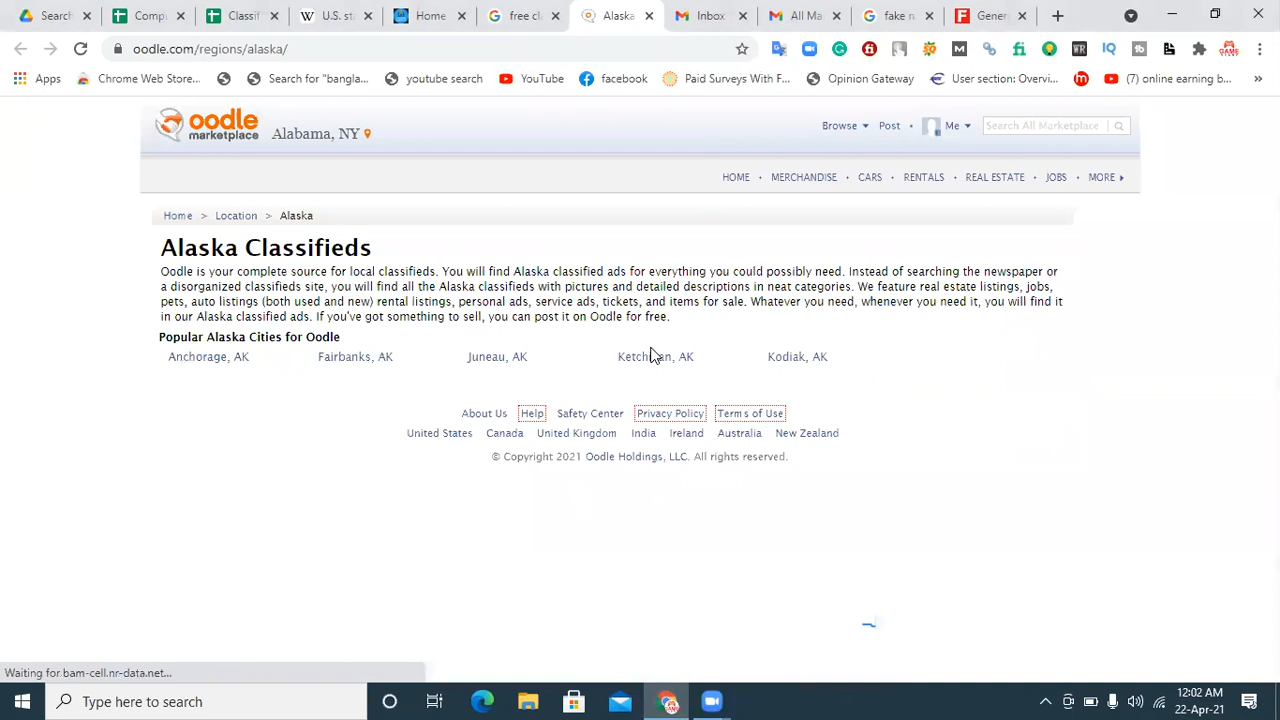 Search
Comp
Classifi
U.S. st
Home
free cl
Alaska
Inbox
All Ma
fake n
Gener
oodle.com/regions/alaska/
Apps
Chrome Web Store...
Search for "bangla...
youtube search
YouTube
facebook
Paid Surveys With F...
Opinion Gateway
User section: Overvi...
(7) online earning b...
»
oodle marketplace
Alabama, NY
Browse
Post
Me
Search All Marketplace
HOME • MERCHANDISE • CARS • RENTALS • REAL ESTATE • JOBS • MORE
Home > Location > Alaska
Alaska Classifieds
Oodle is your complete source for local classifieds. You will find Alaska classified ads for everything you could possibly need. Instead of searching the newspaper or
a disorganized classifieds site, you will find all the Alaska classifieds with pictures and detailed descriptions in neat categories. We feature real estate listings, jobs,
pets, auto listings (both used and new) rental listings, personal ads, service ads, tickets, and items for sale. Whatever you need, whenever you need it, you will find it
in our Alaska classified ads. If you've got something to sell, you can post it on Oodle for free.
Popular Alaska Cities for Oodle
Anchorage, AK
Fairbanks, AK
Juneau, AK
Ketchikan, AK
Kodiak, AK
About Us Help Safety Center Privacy Policy Terms of Use
United States Canada United Kingdom India Ireland Australia New Zealand
© Copyright 2021 Oodle Holdings, LLC. All rights reserved.
Waiting for bam-cell.nr-data.net...
Type here to search
12:02 AM
22-Apr-21